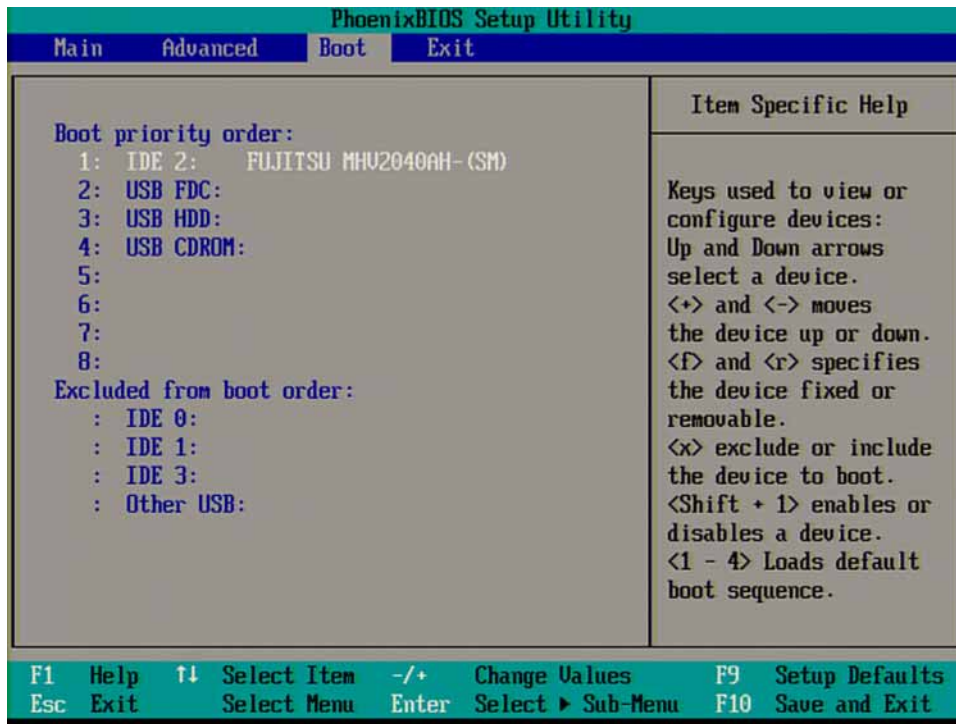 PhoenixBIOS Setup Utility
Main Advanced Boot Exit
Item Specific Help
Boot priority order:
1: IDE 2: FUJITSU MHV2040AH-(SM)
2: USB FDC:
3: USB HDD:
4: USB CDROM:
5:
6:
7:
8:
Excluded from boot order:
: IDE 0:
: IDE 1:
: IDE 3:
: Other USB:
Keys used to view or
configure devices:
Up and Down arrows
select a device.
<+> and <-> moves
the device up or down.
<f> and <r> specifies
the device fixed or
removable.
<x> exclude or include
the device to boot.
<Shift + 1> enables or
disables a device.
<1 - 4> Loads default
boot sequence.
F1 Help ↑↓ Select Item -/+ Change Values F9 Setup Defaults
Esc Exit Select Menu Enter Select ▶ Sub-Menu F10 Save and Exit